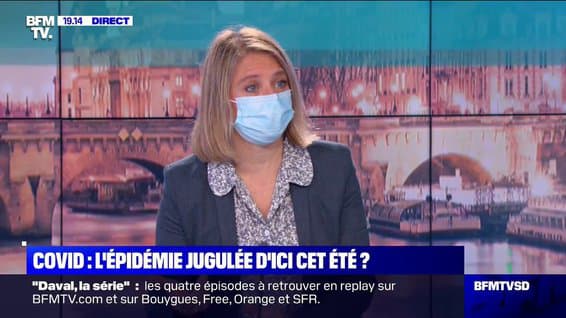 BFM
TV.
19.14 DIRECT
COVID : L'ÉPIDÉMIE JUGULÉE D'ICI CET ÉTÉ ?
"Daval, la série" : les quatre épisodes à retrouver en replay sur
BFMTV.com et sur Bouygues, Free, Orange et SFR.
BFMTVSD